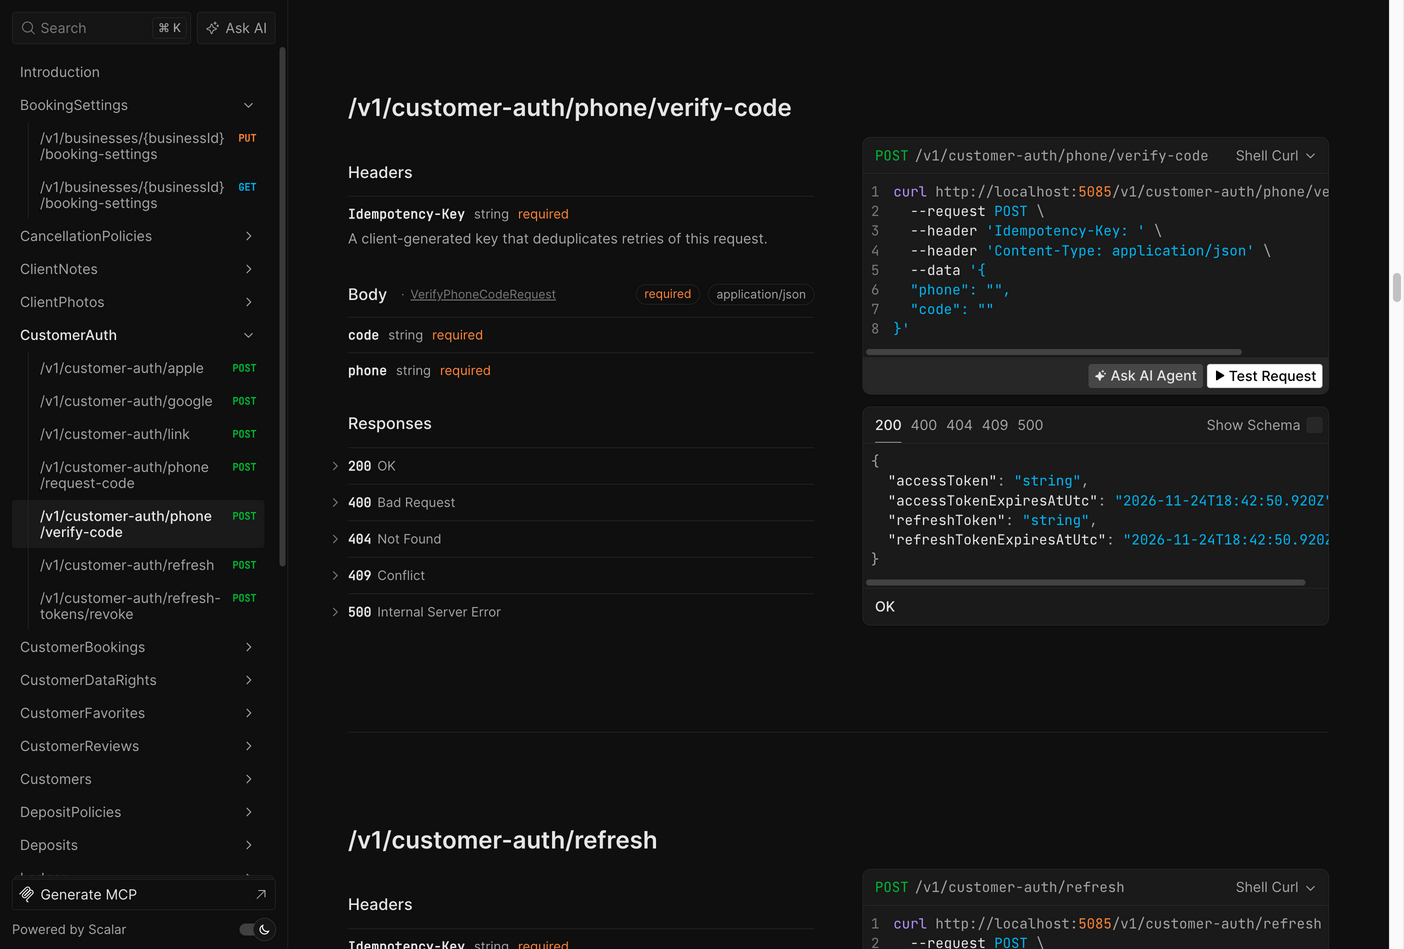 Search
⌘ K
Ask AI
Introduction
BookingSettings
/v1/businesses/{businessId}
/booking-settings
PUT
/v1/businesses/{businessId}
/booking-settings
GET
CancellationPolicies
ClientNotes
ClientPhotos
CustomerAuth
/v1/customer-auth/apple POST
/v1/customer-auth/google POST
/v1/customer-auth/link POST
/v1/customer-auth/phone
/request-code
POST
/v1/customer-auth/phone
/verify-code
POST
/v1/customer-auth/refresh POST
/v1/customer-auth/refresh-
tokens/revoke
POST
CustomerBookings
CustomerDataRights
CustomerFavorites
CustomerReviews
Customers
DepositPolicies
Deposits
Generate MCP
Powered by Scalar
/v1/customer-auth/phone/verify-code
Headers
Idempotency-Key string required
A client-generated key that deduplicates retries of this request.
Body · VerifyPhoneCodeRequest required application/json
code string required
phone string required
Responses
200 OK
400 Bad Request
404 Not Found
409 Conflict
500 Internal Server Error
POST /v1/customer-auth/phone/verify-code Shell Curl
1 curl http://localhost:5085/v1/customer-auth/phone/ve
2 --request POST \
3 --header 'Idempotency-Key: ' \
4 --header 'Content-Type: application/json' \
5 --data '{
6 "phone": "",
7 "code": ""
8 }'
Ask AI Agent
Test Request
200 400 404 409 500 Show Schema
{
"accessToken": "string",
"accessTokenExpiresAtUtc": "2026-11-24T18:42:50.920Z"
"refreshToken": "string",
"refreshTokenExpiresAtUtc": "2026-11-24T18:42:50.920Z
}
OK
/v1/customer-auth/refresh
Headers
Idempotency-Key string required
POST /v1/customer-auth/refresh Shell Curl
1 curl http://localhost:5085/v1/customer-auth/refresh
2 --request POST \